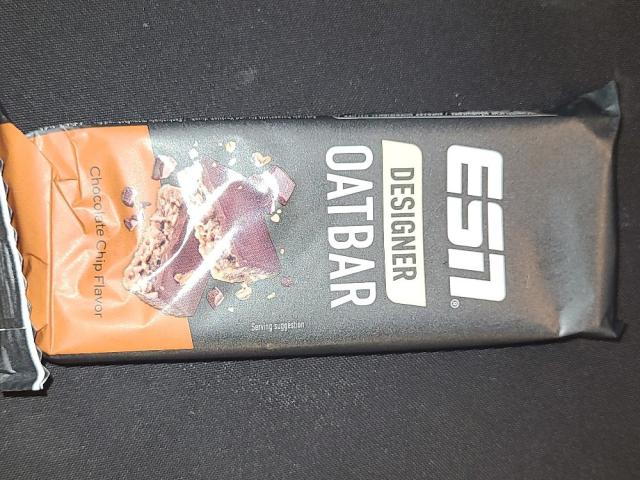 ESN®
DESIGNER
OATBAR
Serving suggestion
Chocolate Chip Flavor